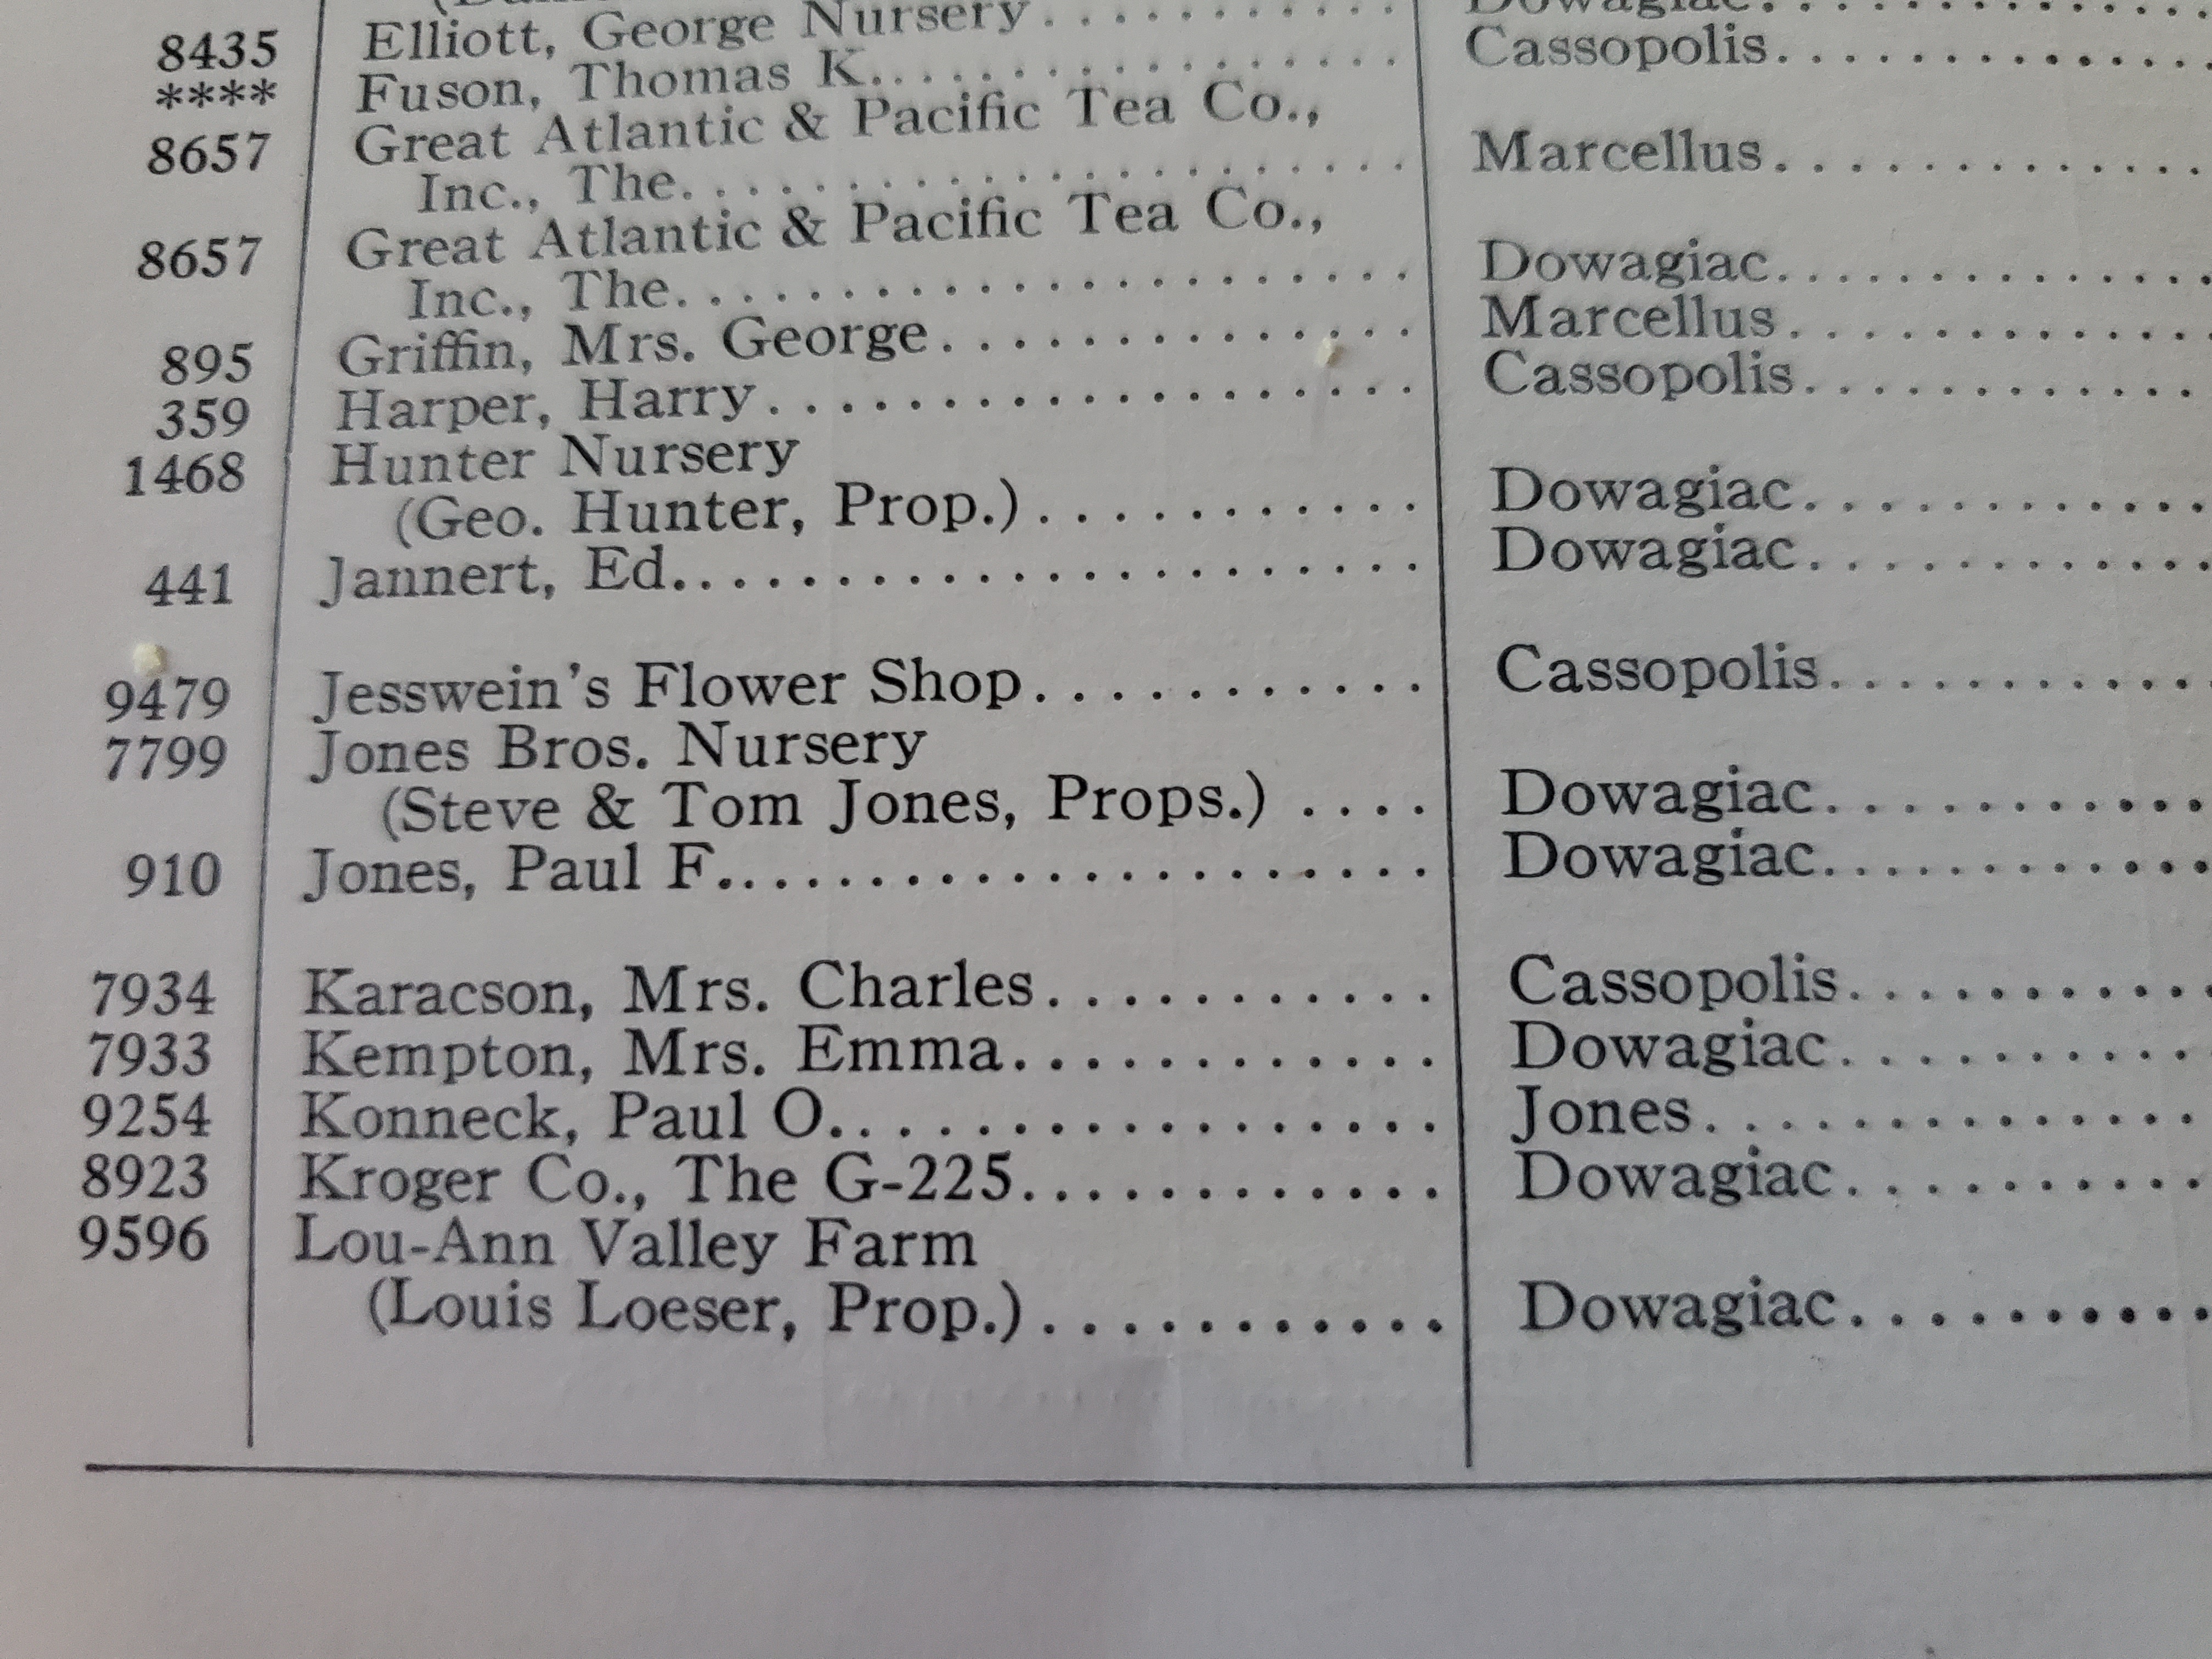 8435 Elliott, George Nursery.............. Dowagiac..............
**** Fuson, Thomas K.................... Cassopolis..............
8657 Great Atlantic & Pacific Tea Co.,
Inc., The........................ Marcellus..............
8657 Great Atlantic & Pacific Tea Co.,
Inc., The........................ Dowagiac..............
895 Griffin, Mrs. George.................. Marcellus..............
359 Harper, Harry....................... Cassopolis..............
1468 Hunter Nursery
(Geo. Hunter, Prop.)............. Dowagiac..............
441 Jannert, Ed......................... Dowagiac..............
9479 Jesswein's Flower Shop............ Cassopolis............
7799 Jones Bros. Nursery
(Steve & Tom Jones, Props.) .... Dowagiac............
910 Jones, Paul F....................... Dowagiac............
7934 Karacson, Mrs. Charles............ Cassopolis...........
7933 Kempton, Mrs. Emma............. Dowagiac...........
9254 Konneck, Paul O.................. Jones..............
8923 Kroger Co., The G-225............. Dowagiac...........
9596 Lou-Ann Valley Farm
(Louis Loeser, Prop.)............ Dowagiac...........